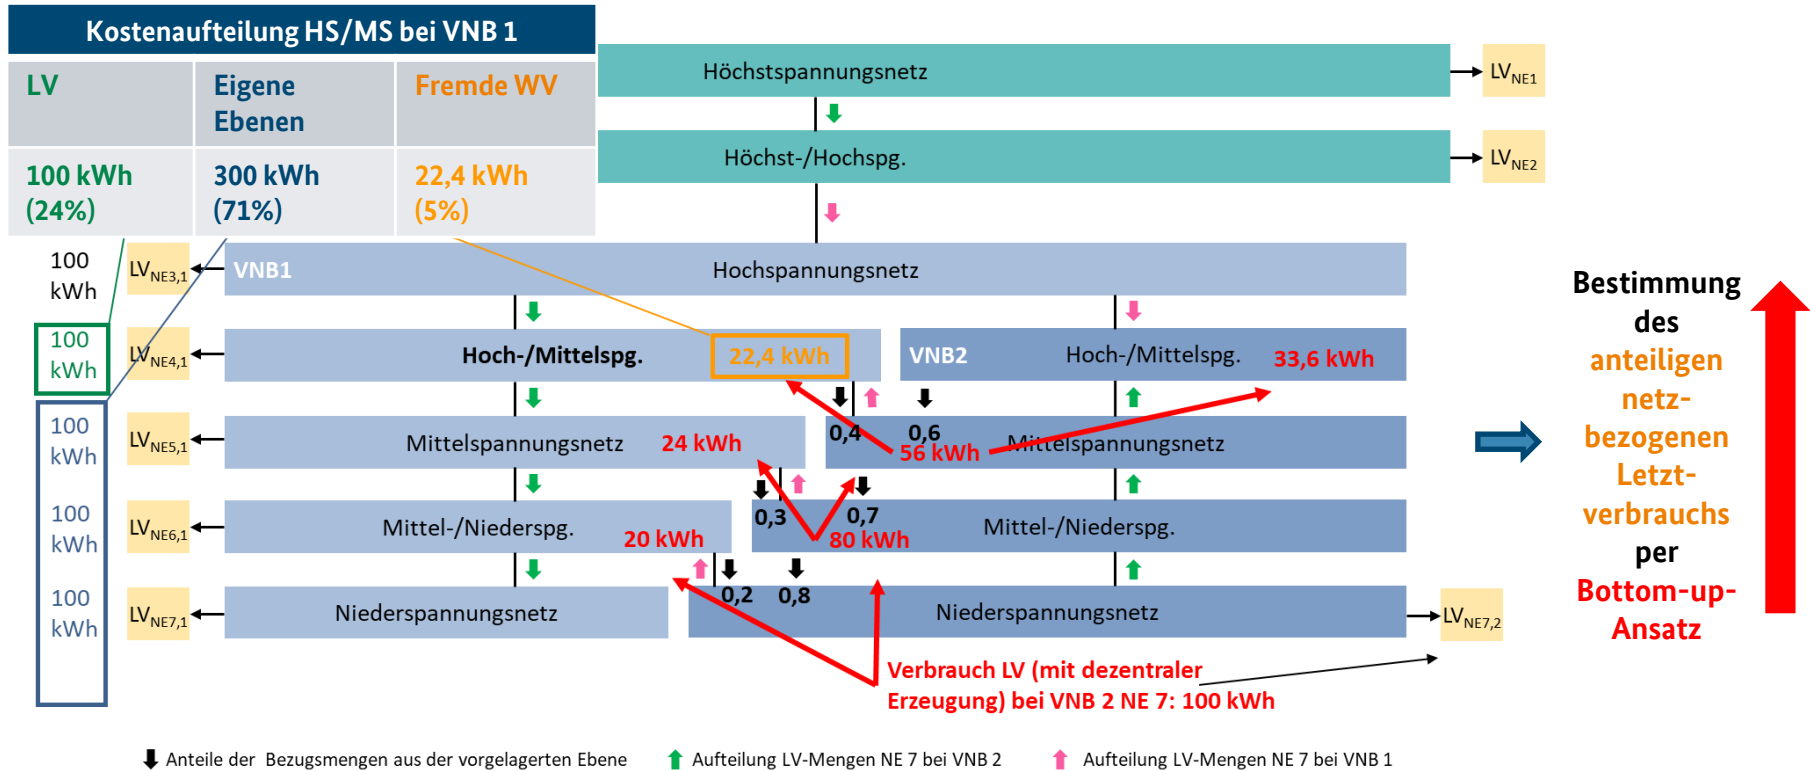 Kostenaufteilung HS/MS bei VNB 1
LV
Eigene
Ebenen
Fremde WV
100 kWh
(24%)
300 kWh
(71%)
22,4 kWh
(5%)
Höchstspannungsnetz
LVNE1
Höchst-/Hochspg.
LVNE2
100
kWh
LVNE3,1
VNB1
Hochspannungsnetz
100
kWh
LVNE4,1
Hoch-/Mittelspg.
22,4 kWh
VNB2
Hoch-/Mittelspg.
33,6 kWh
100
kWh
LVNE5,1
Mittelspannungsnetz
24 kWh
0,4
0,6
56 kWh
Mittelspannungsnetz
100
kWh
LVNE6,1
Mittel-/Niederspg.
20 kWh
0,3
0,7
80 kWh
Mittel-/Niederspg.
100
kWh
LVNE7,1
Niederspannungsnetz
0,2
0,8
Niederspannungsnetz
LVNE7,2
Verbrauch LV (mit dezentraler
Erzeugung) bei VNB 2 NE 7: 100 kWh
Bestimmung
des
anteiligen
netz-
bezogenen
Letzt-
verbrauchs
per
Bottom-up-
Ansatz
Anteile der Bezugsmengen aus der vorgelagerten Ebene
Aufteilung LV-Mengen NE 7 bei VNB 2
Aufteilung LV-Mengen NE 7 bei VNB 1